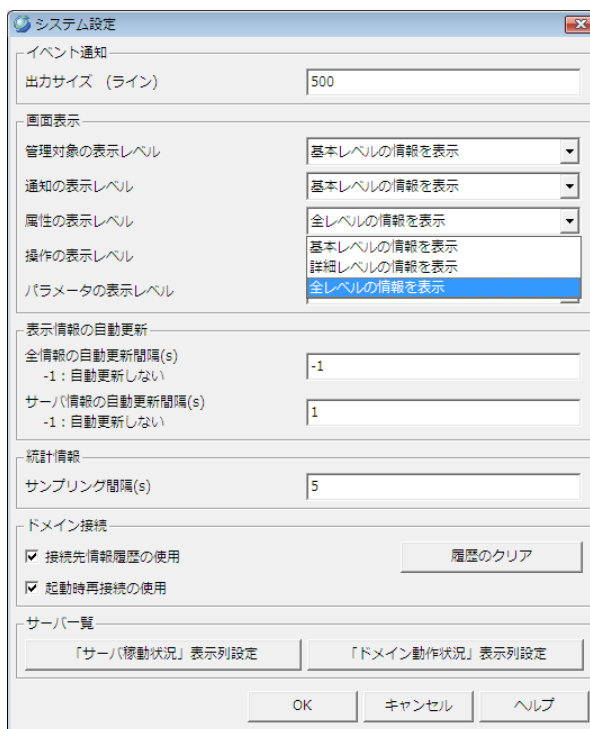 システム設定
イベント通知
出力サイズ (ライン)
500
画面表示
管理対象の表示レベル
基本レベルの情報を表示
通知の表示レベル
基本レベルの情報を表示
属性の表示レベル
全レベルの情報を表示
基本レベルの情報を表示
操作の表示レベル
詳細レベルの情報を表示
全レベルの情報を表示
パラメータの表示レベル
表示情報の自動更新
全情報の自動更新間隔(s)
-1:自動更新しない
-1
サーバ情報の自動更新間隔(s)
-1:自動更新しない
1
統計情報
サンプリング間隔(s)
5
ドメイン接続
接続先情報履歴の使用
履歴のクリア
起動時再接続の使用
サーバ一覧
「サーバ稼動状況」表示列設定
「ドメイン動作状況」表示列設定
OK
キャンセル
ヘルプ